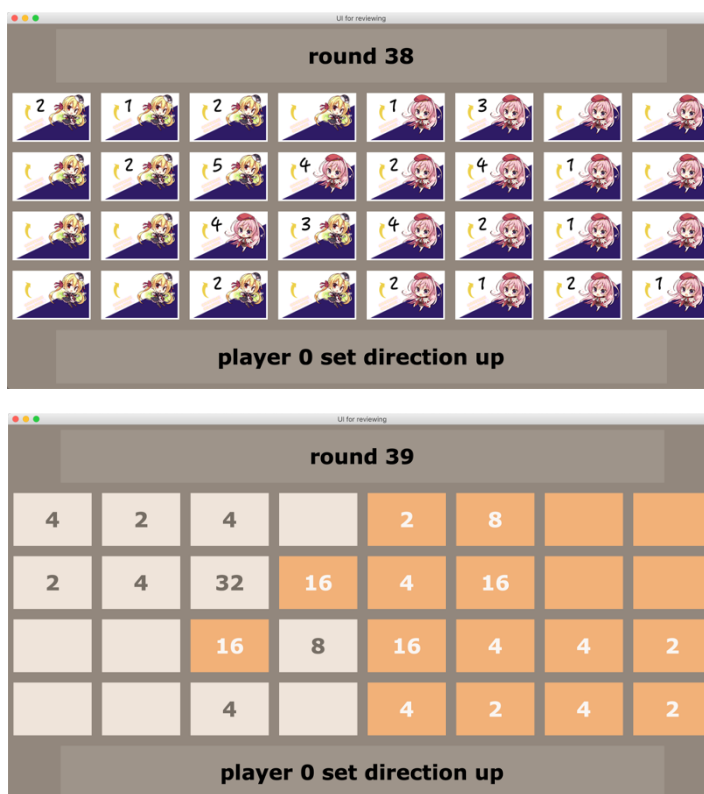 UI for reviewing
round 38
2 1 2 1 3
2 5 4 2 4 1
4 3 4 2 1
1 2 2 1 2 1
player 0 set direction up
UI for reviewing
round 39
4 2 4 2 8
2 4 32 16 4 16
16 8 16 4 4 2
4 4 2 4 2
player 0 set direction up